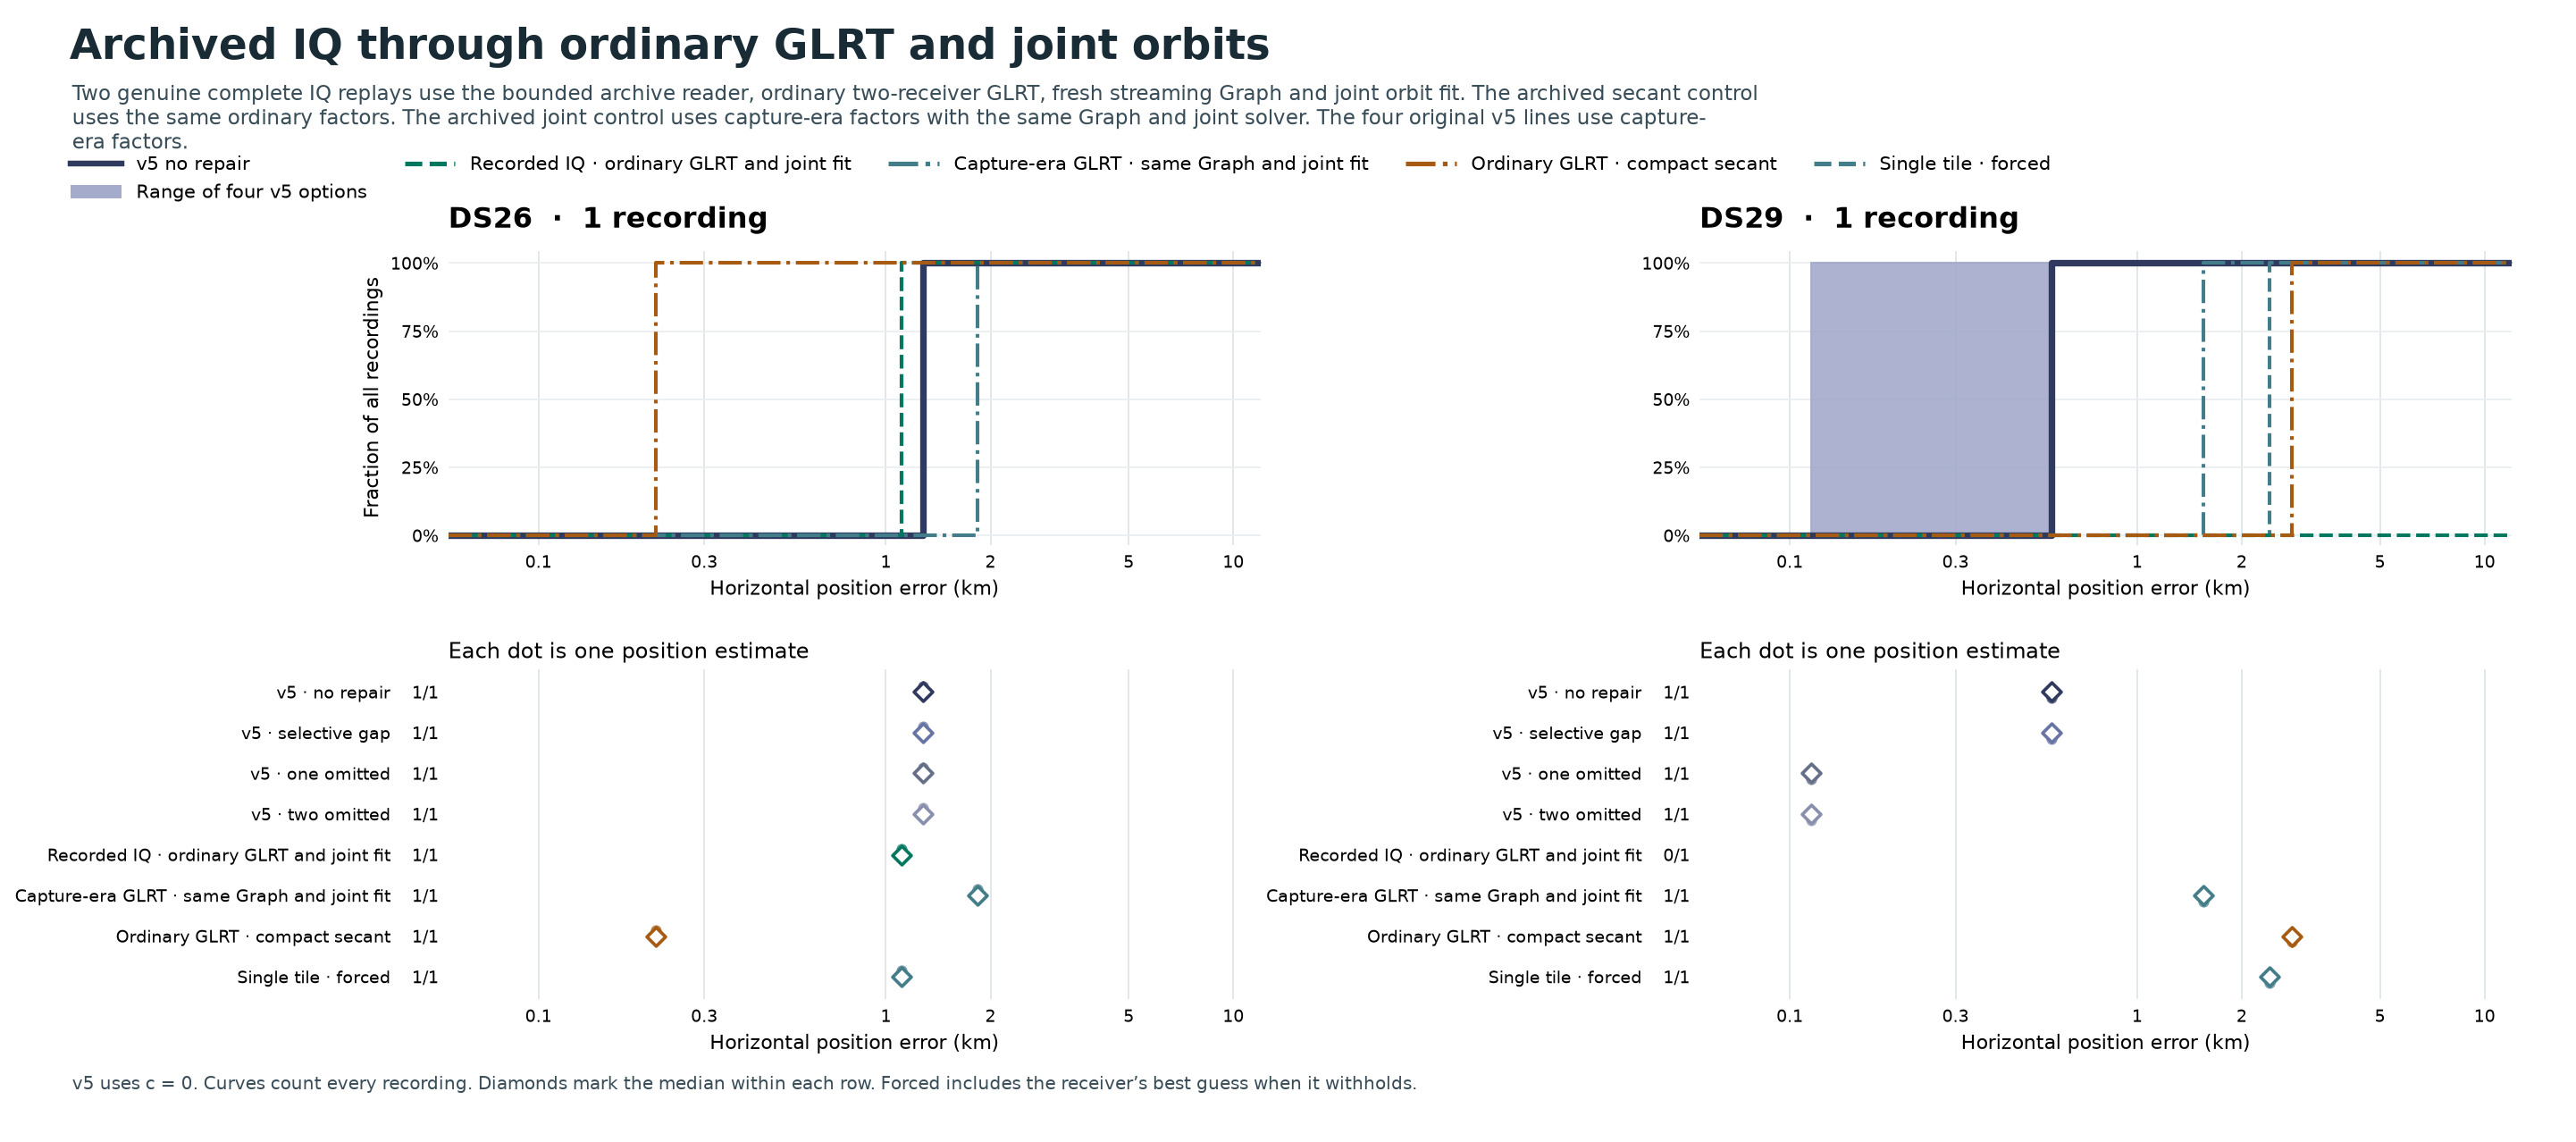 Archived IQ through ordinary GLRT and joint orbits
Two genuine complete IQ replays use the bounded archive reader, ordinary two-receiver GLRT, fresh streaming Graph and joint orbit fit. The archived secant control
uses the same ordinary factors. The archived joint control uses capture-era factors with the same Graph and joint solver. The four original v5 lines use capture-
era factors.
v5 no repair
Recorded IQ · ordinary GLRT and joint fit
Capture-era GLRT · same Graph and joint fit
Ordinary GLRT · compact secant
Single tile · forced
Range of four v5 options
DS26 · 1 recording
Fraction of all recordings
100%
75%
50%
25%
0%
0.1 0.3 1 2 5 10
Horizontal position error (km)
DS29 · 1 recording
100%
75%
50%
25%
0%
0.1 0.3 1 2 5 10
Horizontal position error (km)
Each dot is one position estimate
v5 · no repair 1/1
v5 · selective gap 1/1
v5 · one omitted 1/1
v5 · two omitted 1/1
Recorded IQ · ordinary GLRT and joint fit 1/1
Capture-era GLRT · same Graph and joint fit 1/1
Ordinary GLRT · compact secant 1/1
Single tile · forced 1/1
0.1 0.3 1 2 5 10
Horizontal position error (km)
Each dot is one position estimate
v5 · no repair 1/1
v5 · selective gap 1/1
v5 · one omitted 1/1
v5 · two omitted 1/1
Recorded IQ · ordinary GLRT and joint fit 0/1
Capture-era GLRT · same Graph and joint fit 1/1
Ordinary GLRT · compact secant 1/1
Single tile · forced 1/1
0.1 0.3 1 2 5 10
Horizontal position error (km)
v5 uses c = 0. Curves count every recording. Diamonds mark the median within each row. Forced includes the receiver’s best guess when it withholds.